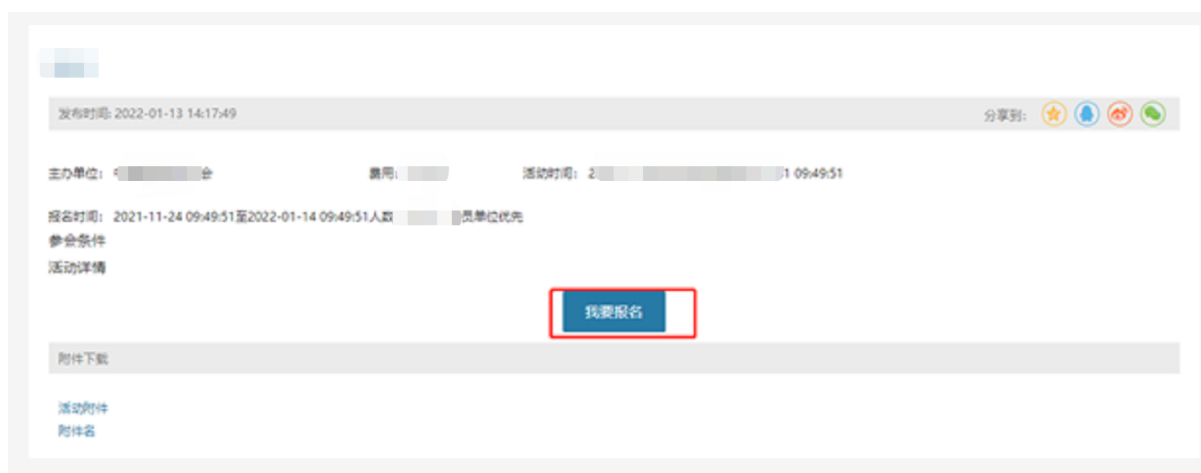 发布时间: 2022-01-13 14:17:49 分享到:
主办单位: 会 费用: 活动时间: 2 1 09:49:51
报名时间: 2021-11-24 09:49:51至2022-01-14 09:49:51人数 员单位优先
参会条件
活动详情
我要报名
附件下载
活动附件
附件名